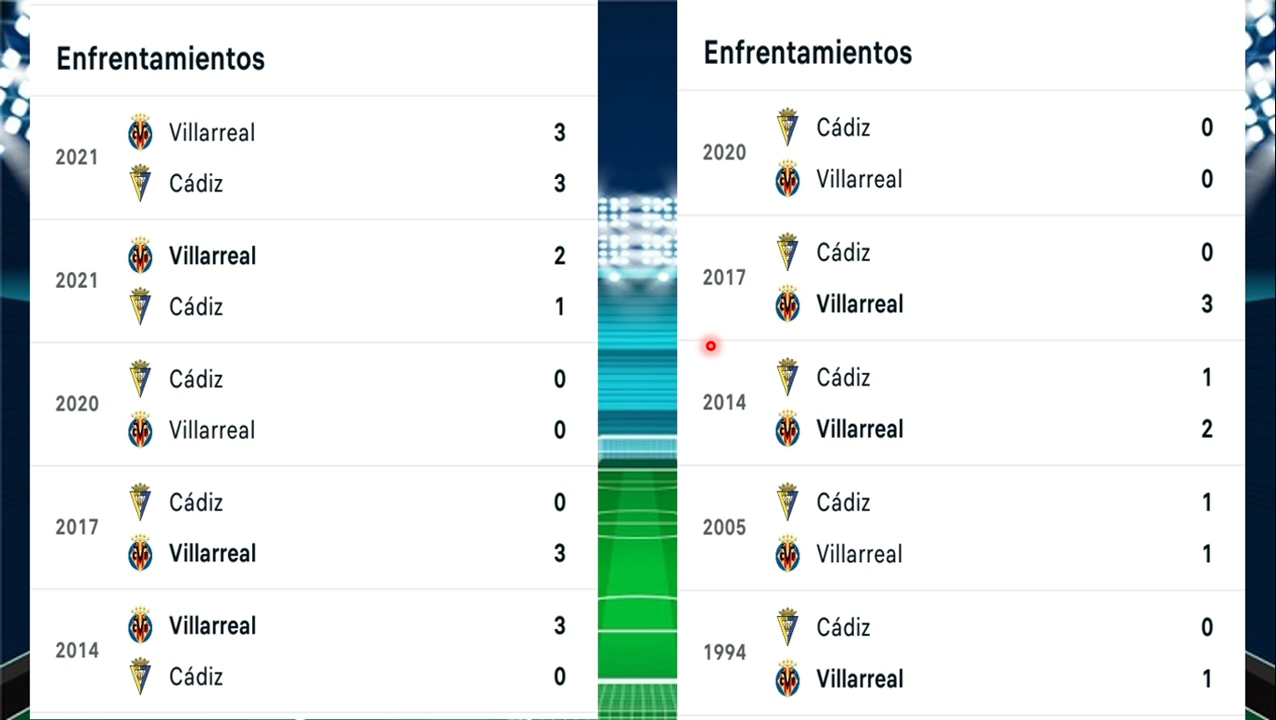 Enfrentamientos
2021
Villarreal 3
Cádiz 3
2021
Villarreal 2
Cádiz 1
2020
Cádiz 0
Villarreal 0
2017
Cádiz 0
Villarreal 3
2014
Villarreal 3
Cádiz 0
Enfrentamientos
2020
Cádiz 0
Villarreal 0
2017
Cádiz 0
Villarreal 3
2014
Cádiz 1
Villarreal 2
2005
Cádiz 1
Villarreal 1
1994
Cádiz 0
Villarreal 1